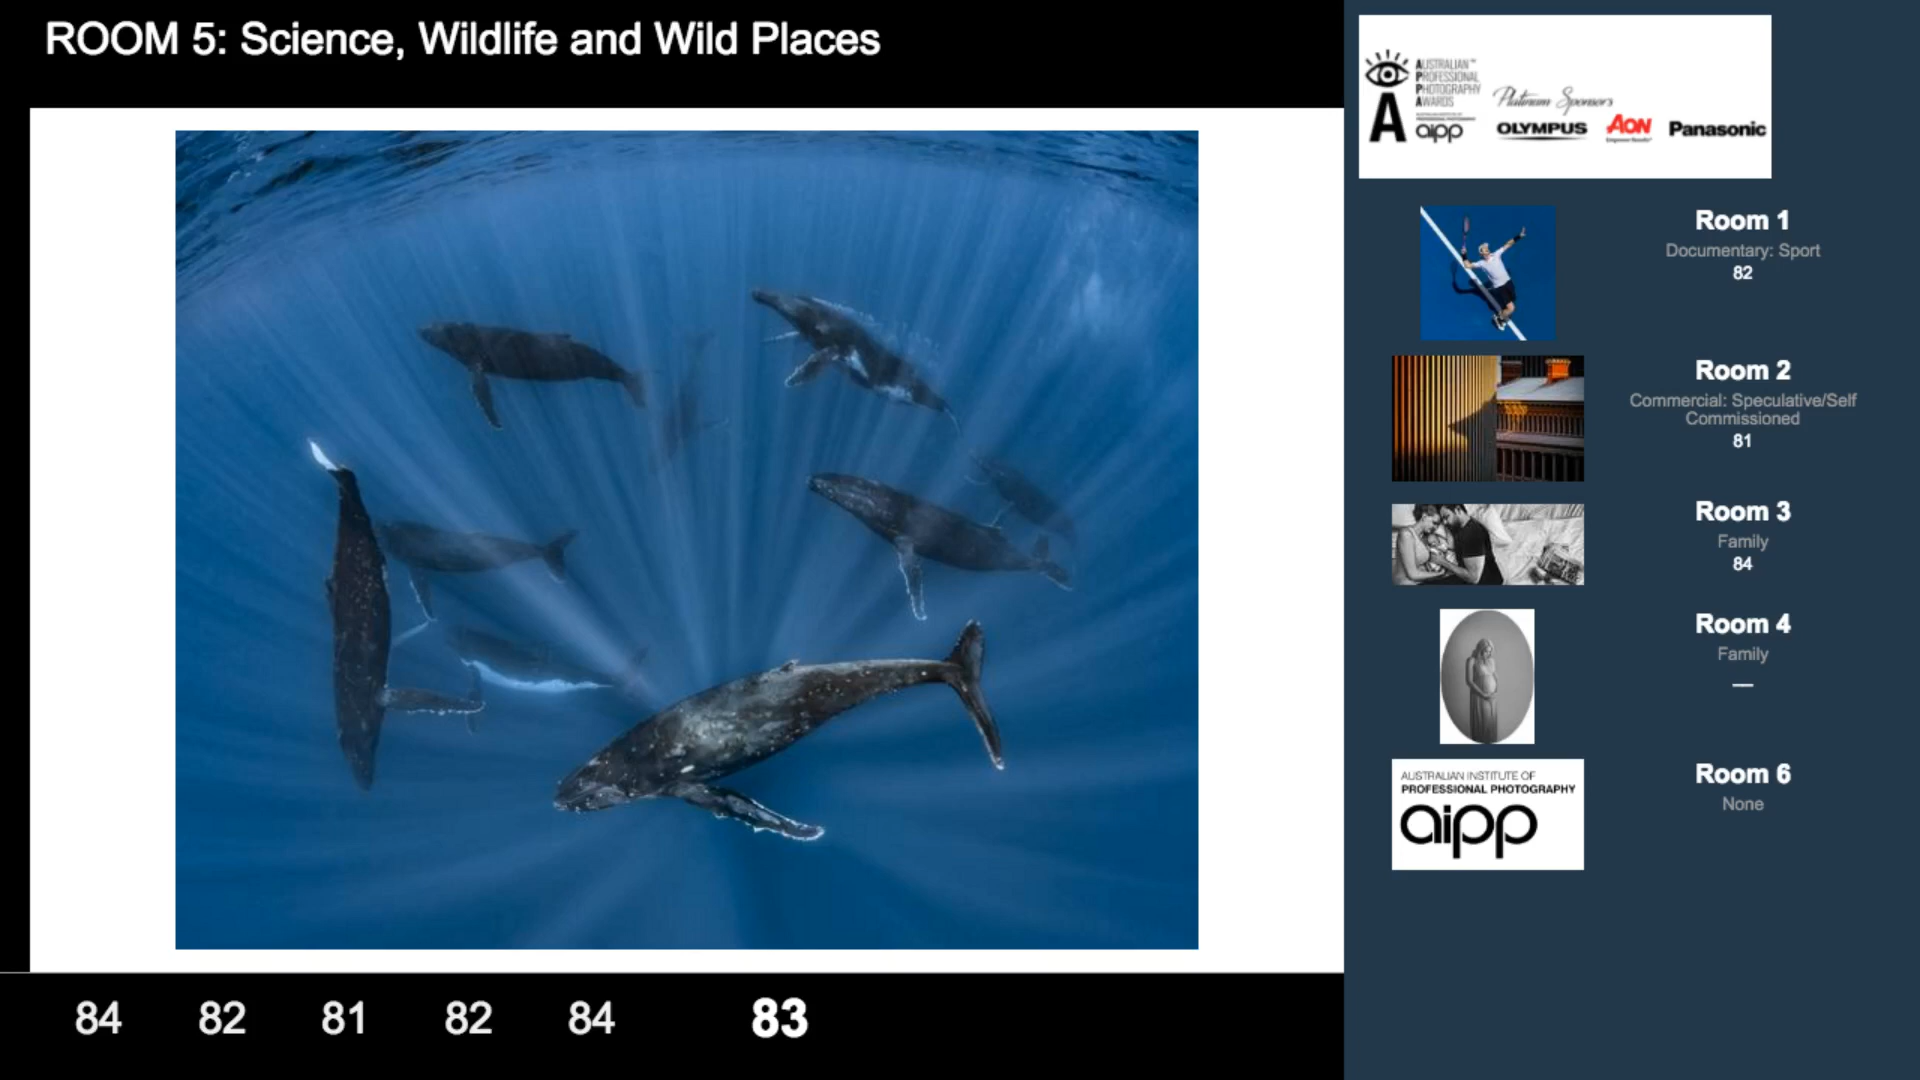 ROOM 5: Science, Wildlife and Wild Places
AUSTRALIAN™
PROFESSIONAL
PHOTOGRAPHY
AWARDS
aipp
Platinum Sponsors
OLYMPUS
AON
Panasonic
Room 1
Documentary: Sport
82
Room 2
Commercial: Speculative/Self
Commissioned
81
Room 3
Family
84
Room 4
Family
—
AUSTRALIAN INSTITUTE OF
PROFESSIONAL PHOTOGRAPHY
aipp
Room 6
None
84 82 81 82 84 83